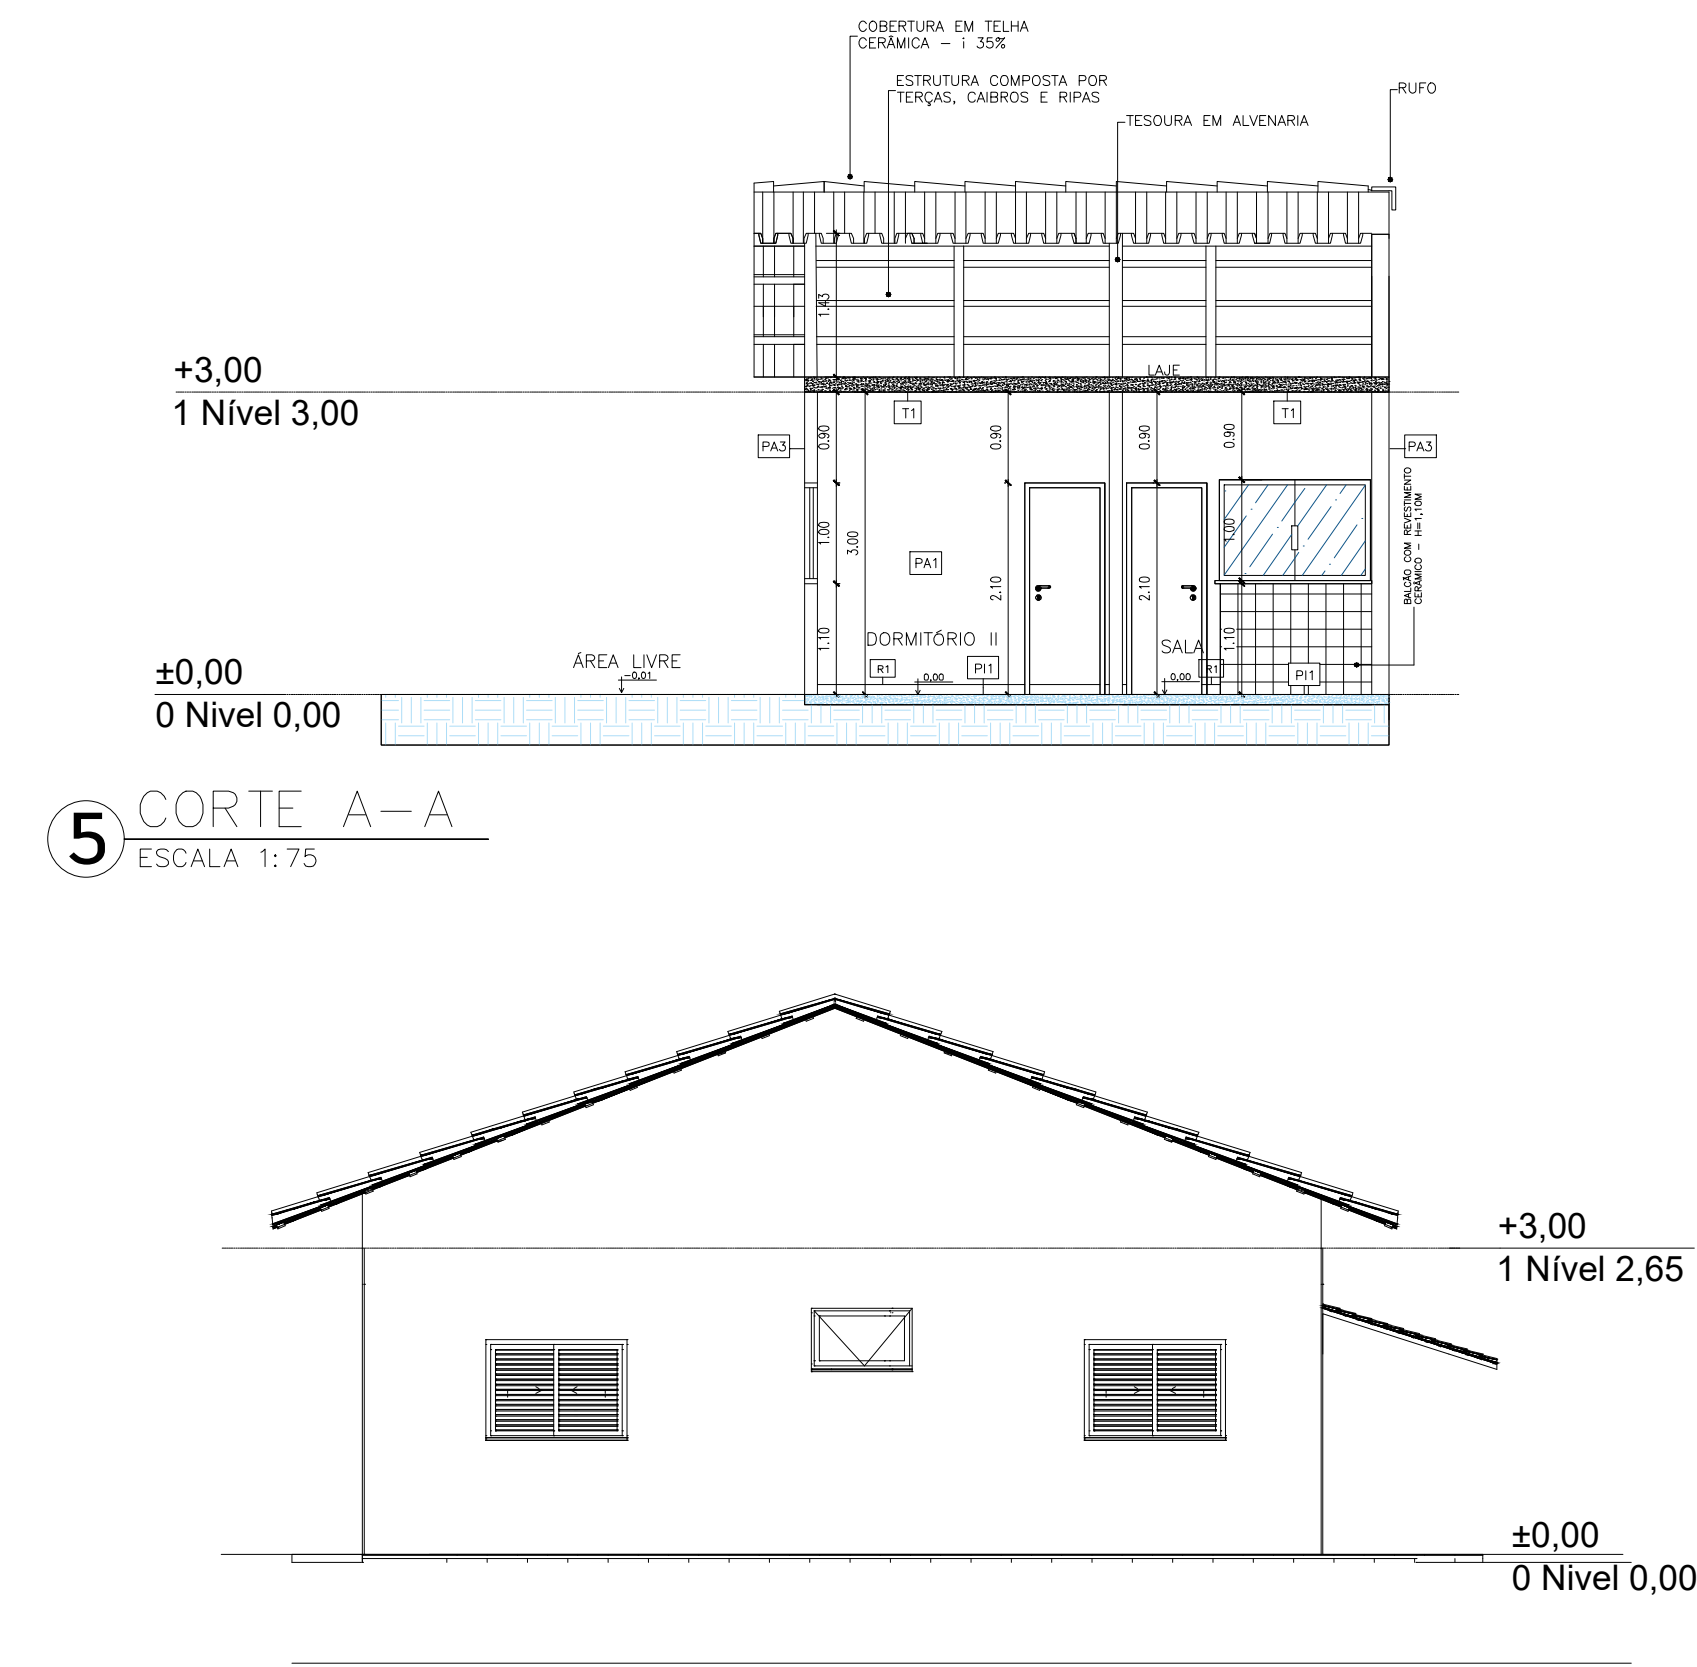 COBERTURA EM TELHA
CERÂMICA – i 35%
ESTRUTURA COMPOSTA POR
TERÇAS, CAIBROS E RIPAS
RUFO
TESOURA EM ALVENARIA
1.43
+3,00
LAJE
1 Nível 3,00
T1
T1
PA3
0.90
0.90
0.90
0.90
PA3
BALCÃO COM REVESTIMENTO
CERÂMICO – H=1,10M
1.00
3.00
1.00
PA1
2.10
2.10
1.10
DORMITÓRIO II
SALA
1.10
±0,00
ÁREA LIVRE
-0.01
R1
PI1
R1
PI1
0,00
0,00
0 Nivel 0,00
5
CORTE A–A
ESCALA 1:75
+3,00
1 Nível 2,65
±0,00
0 Nivel 0,00